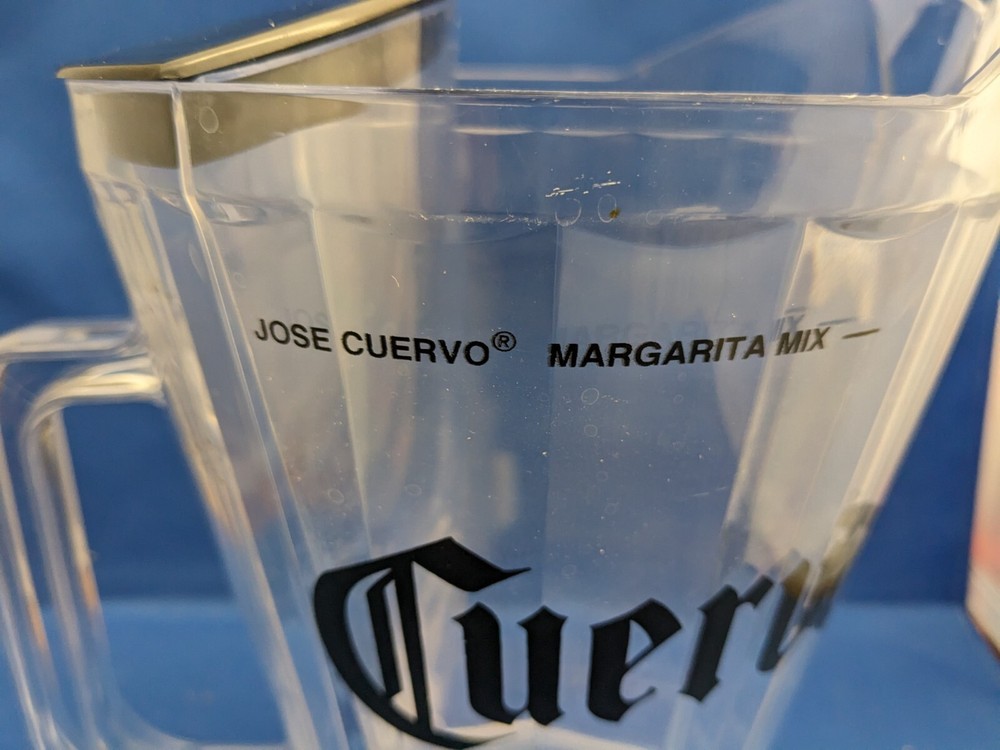 JOSE CUERVO® MARGARITA MIX —
Cuerv